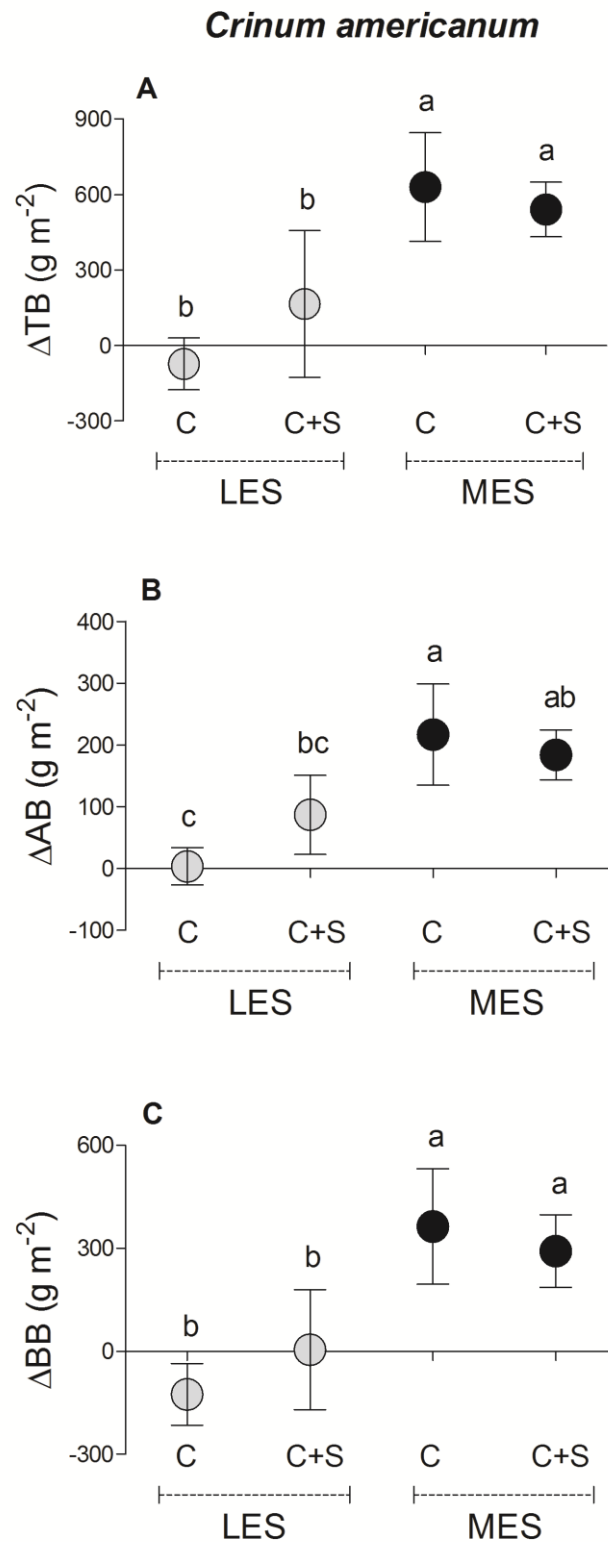 Crinum americanum
A
ΔTB (g m⁻²)
900
600
300
0
-300
b
b
a
a
C
C+S
C
C+S
LES
MES
B
ΔAB (g m⁻²)
400
300
200
100
0
-100
c
bc
a
ab
C
C+S
C
C+S
LES
MES
C
ΔBB (g m⁻²)
600
300
0
-300
b
b
a
a
C
C+S
C
C+S
LES
MES